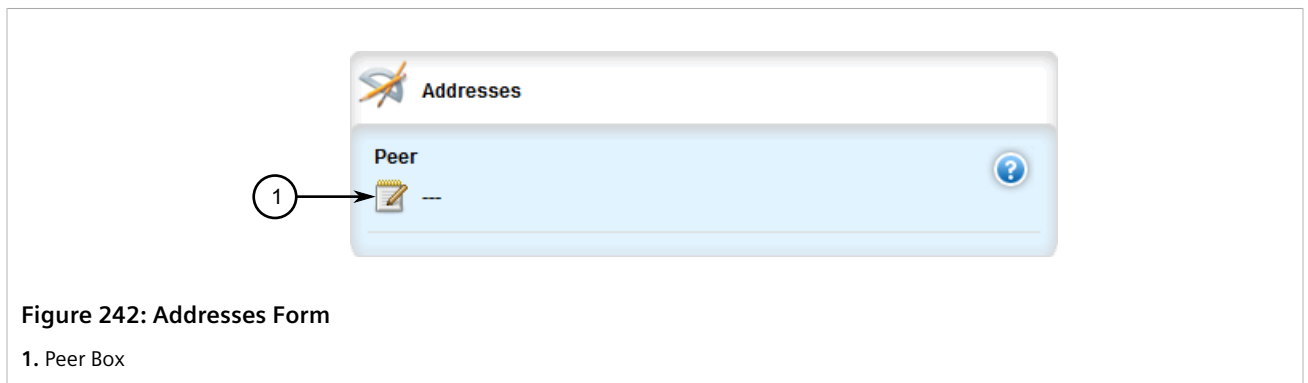 Addresses
Peer
?
1
---
Figure 242: Addresses Form
1. Peer Box